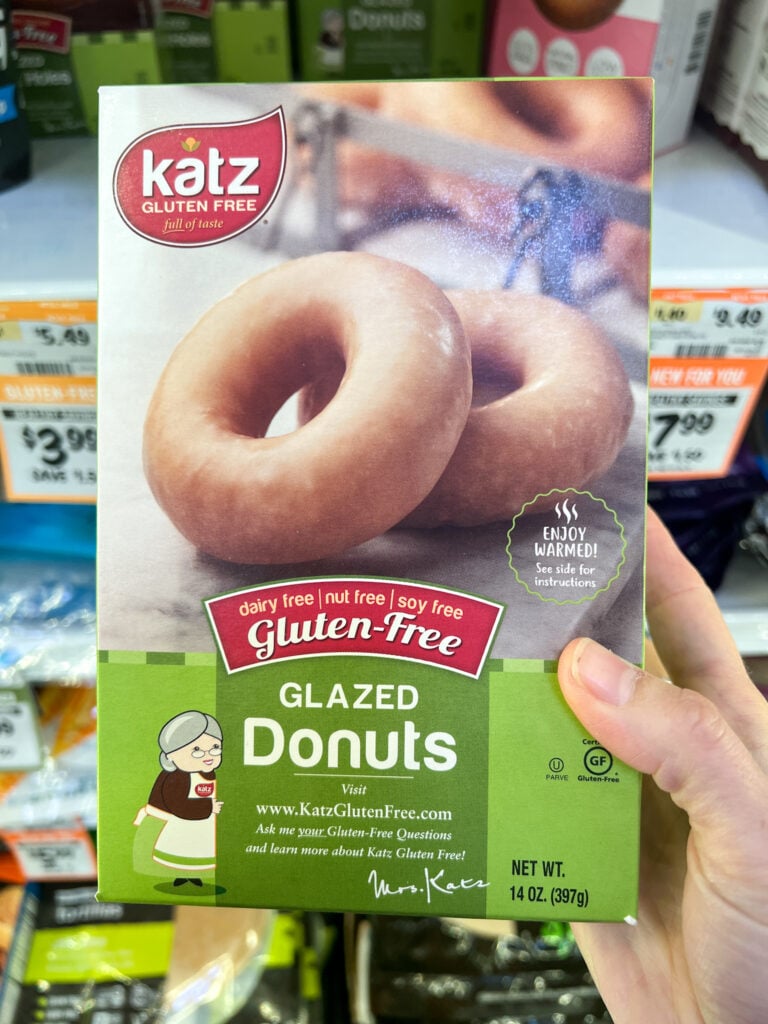 katz
GLUTEN FREE
full of taste
Donuts
$5.49
GLUTEN-FR
$3.99
9.49
NEW FOR YOU
7.99
ENJOY
WARMED!
See side for
instructions
dairy free | nut free | soy free
Gluten-Free
GLAZED
Donuts
Visit
www.KatzGlutenFree.com
Ask me your Gluten-Free Questions
and learn more about Katz Gluten Free!
Mrs. Katz
katz
U
PARVE
GF
Gluten-Free
NET WT.
14 OZ. (397g)